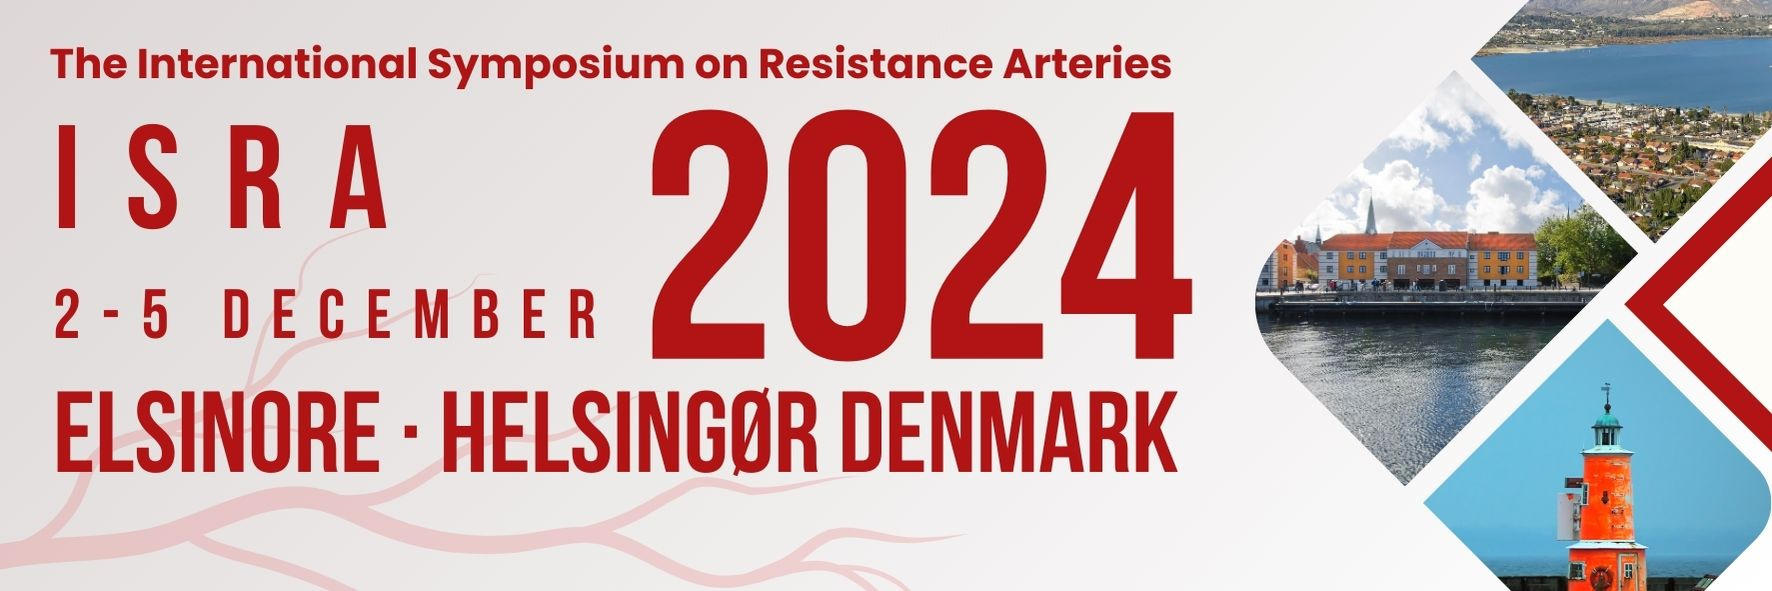 The International Symposium on Resistance Arteries
ISRA
2-5 DECEMBER
2024
ELSINORE · HELSINGØR DENMARK